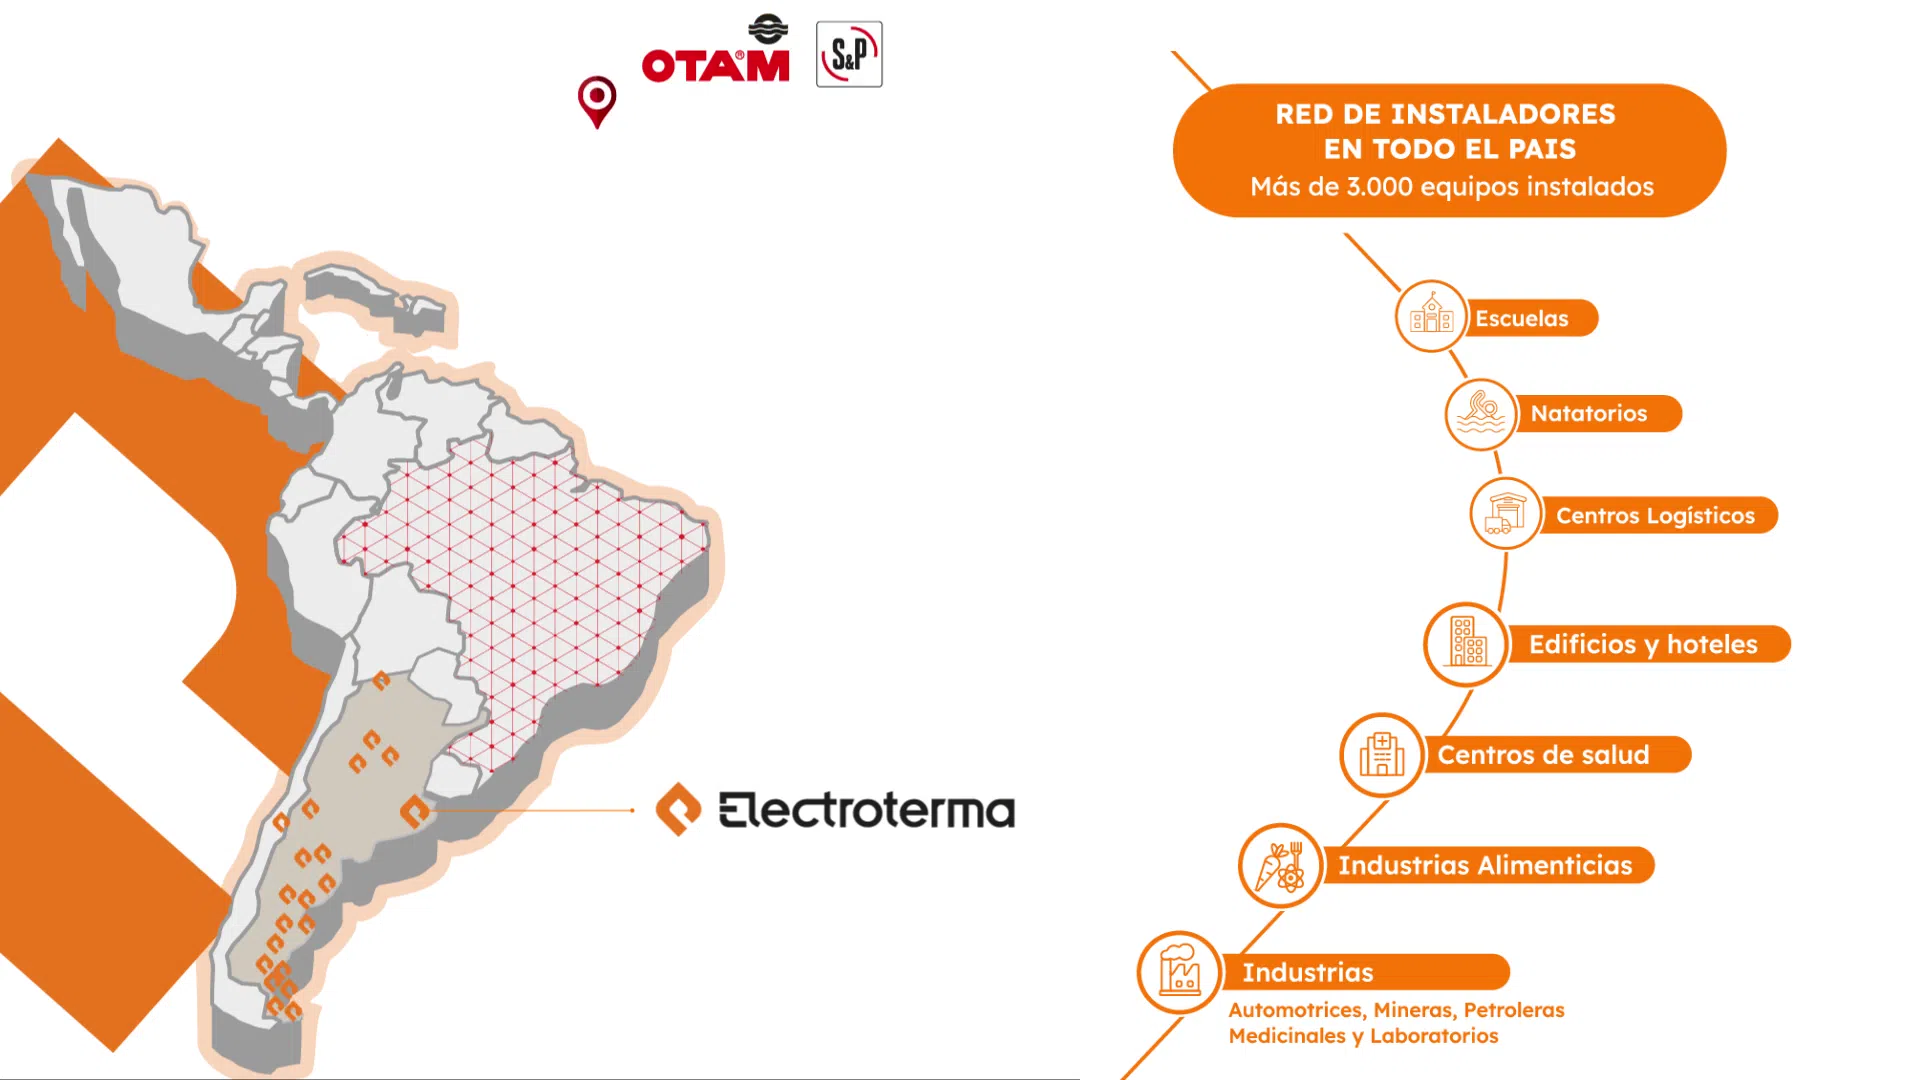 OTAM®
S&P
RED DE INSTALADORES
EN TODO EL PAIS
Más de 3.000 equipos instalados
Escuelas
Natatorios
Centros Logísticos
Edificios y hoteles
Centros de salud
Electroterma
Industrias Alimenticias
Industrias
Automotrices, Mineras, Petroleras
Medicinales y Laboratorios